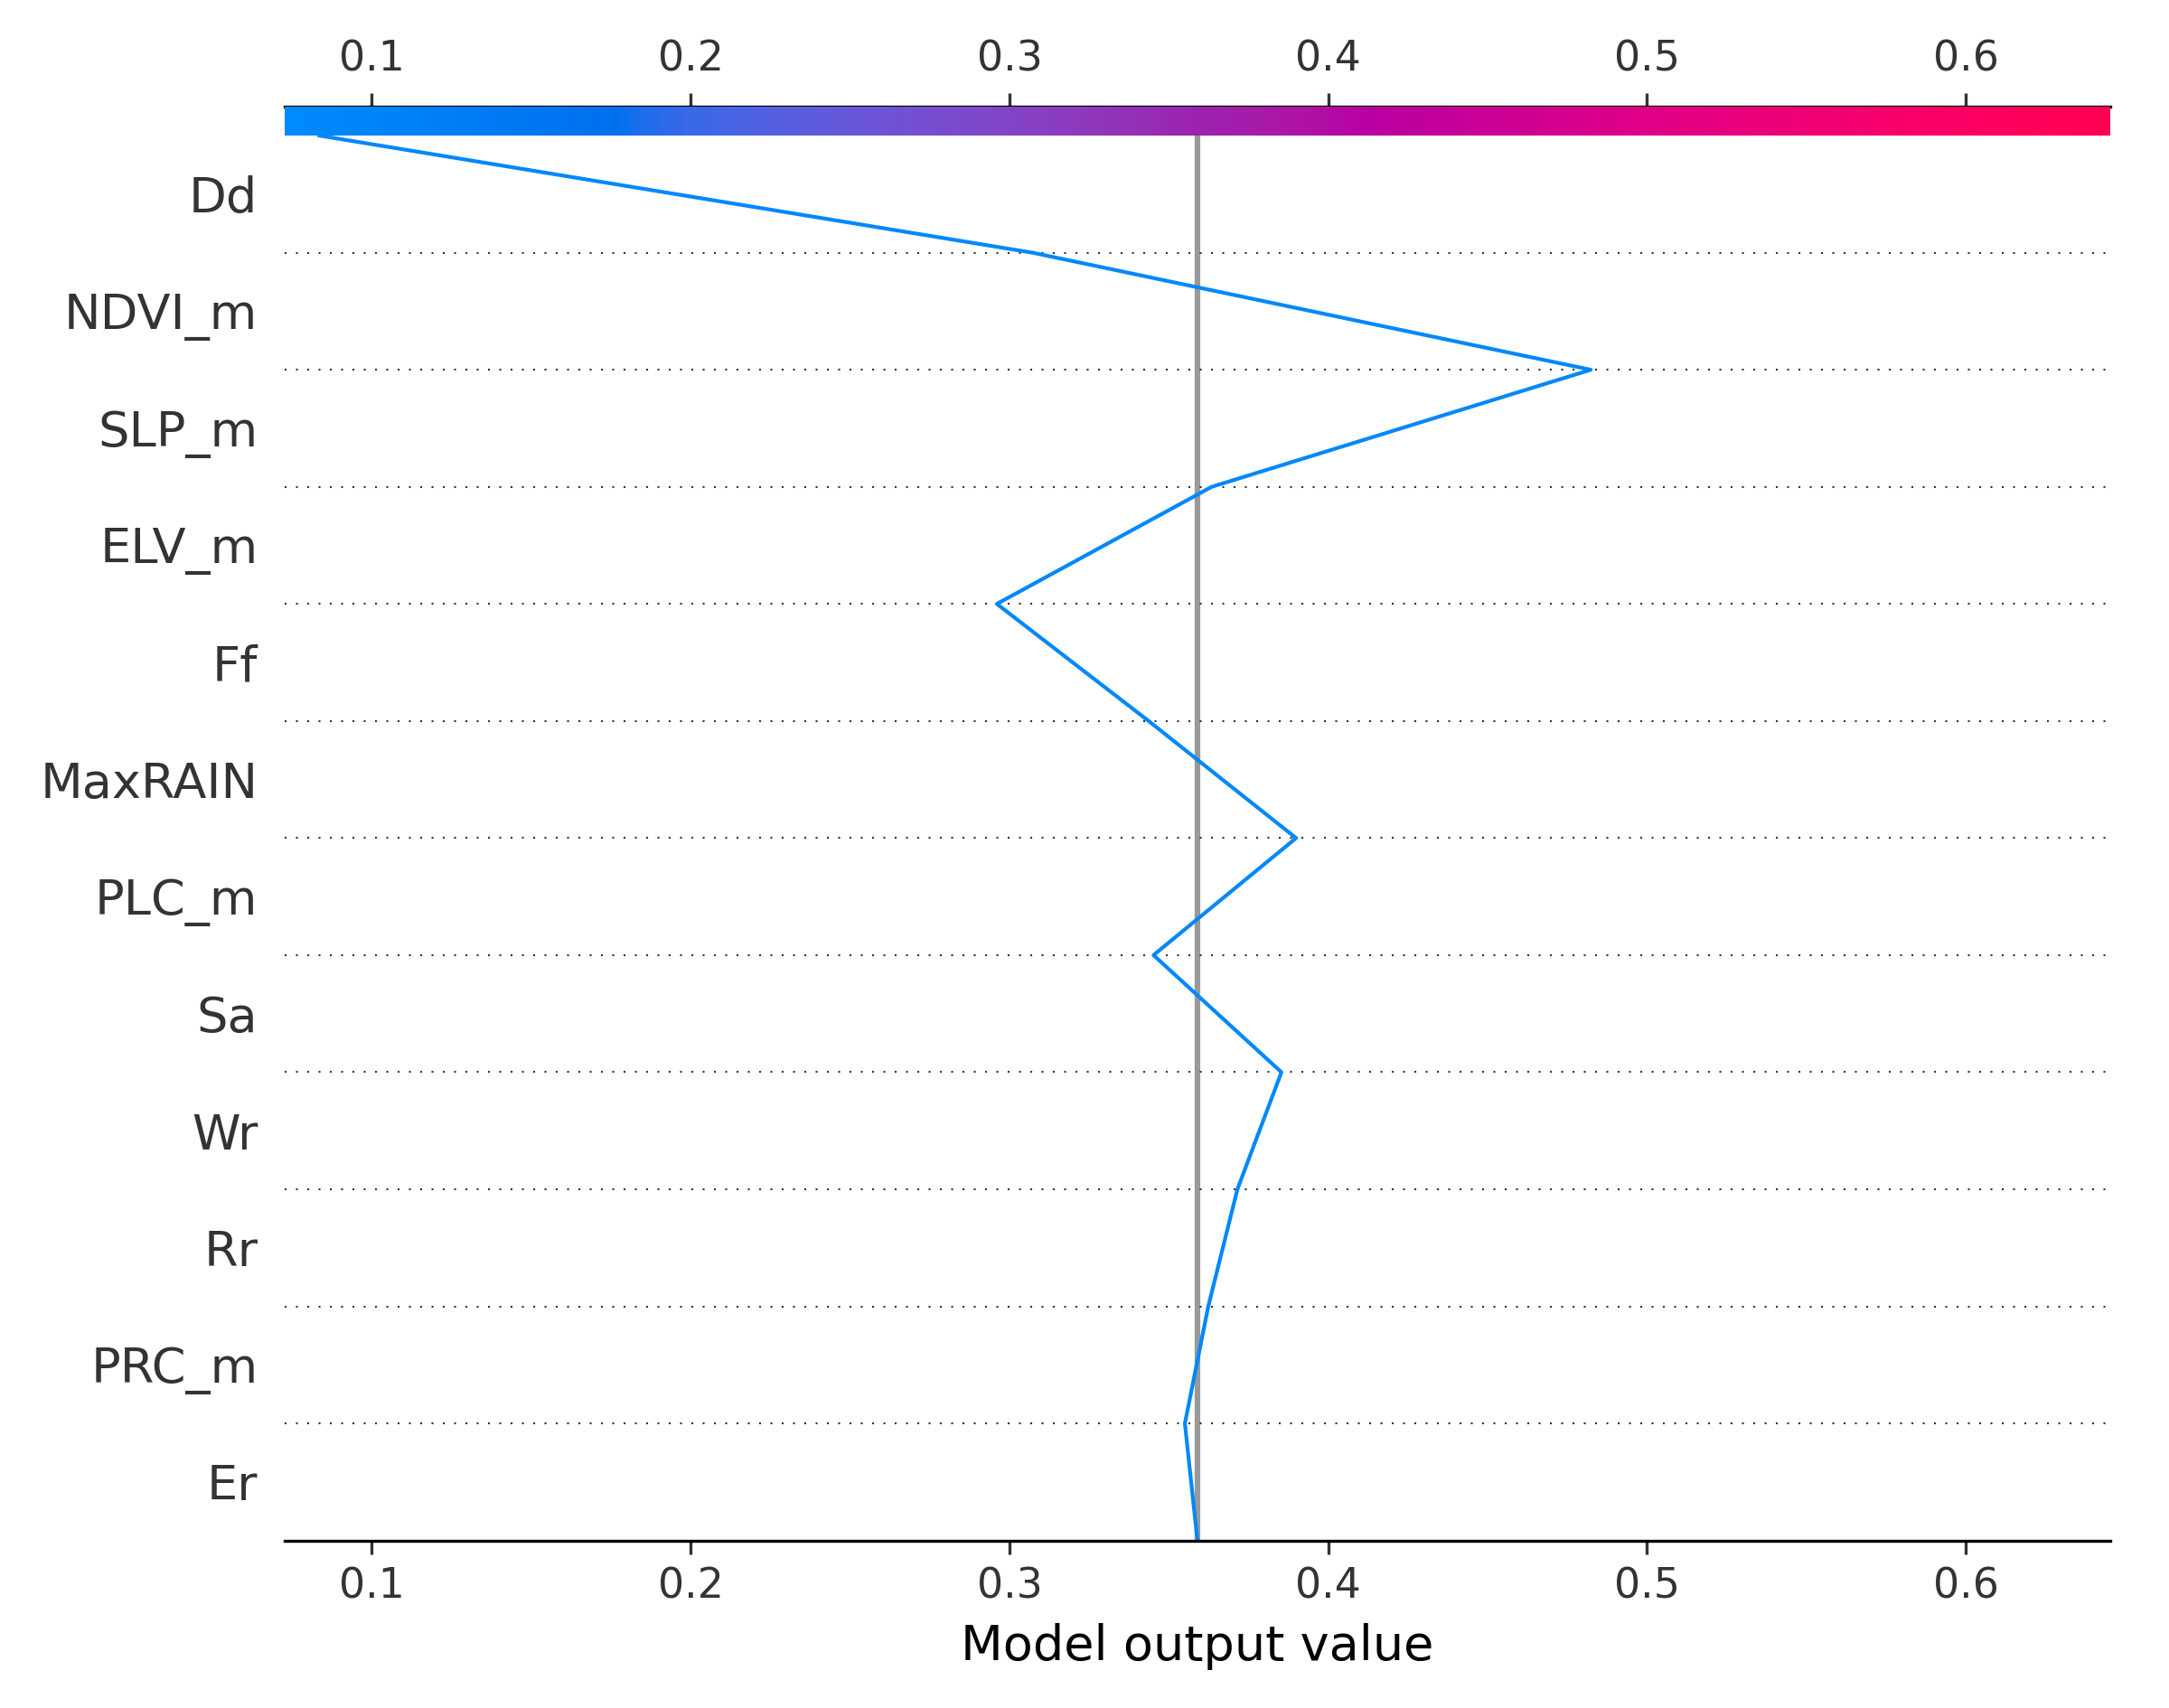 0.1 0.2 0.3 0.4 0.5 0.6
Dd
NDVI_m
SLP_m
ELV_m
Ff
MaxRAIN
PLC_m
Sa
Wr
Rr
PRC_m
Er
0.1 0.2 0.3 0.4 0.5 0.6
Model output value